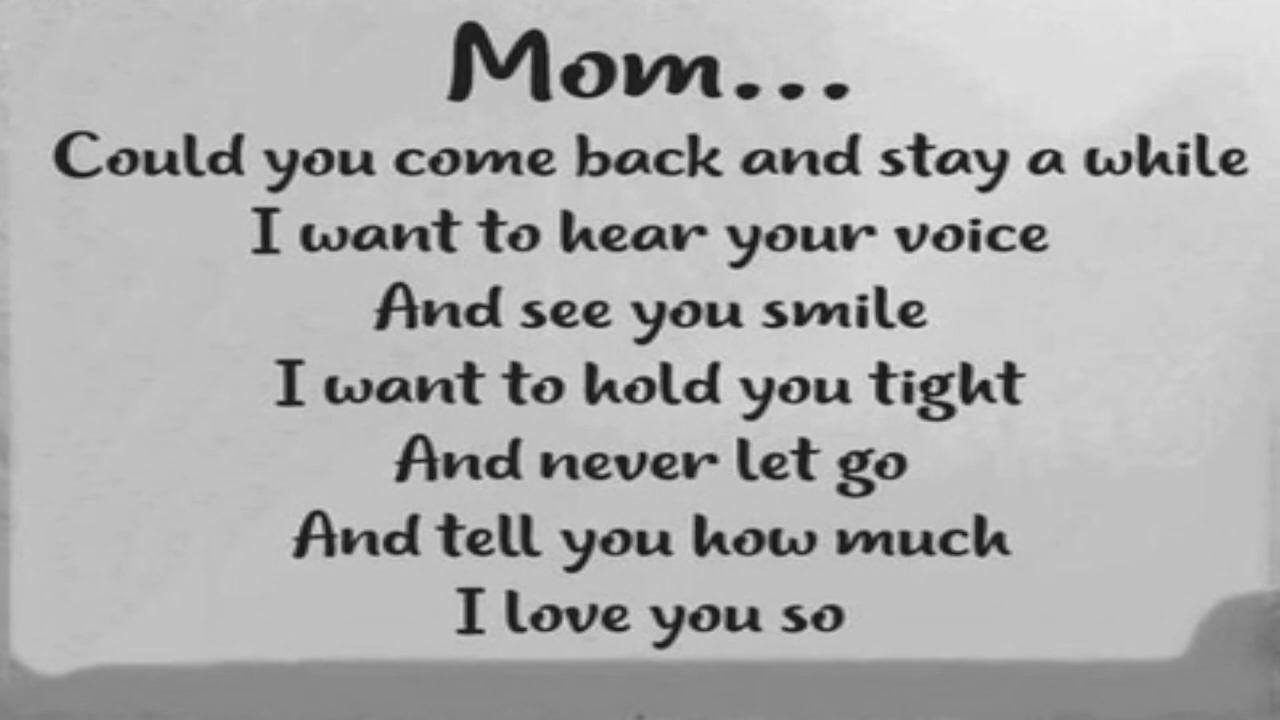 Mom...
Could you come back and stay a while
I want to hear your voice
And see you smile
I want to hold you tight
And never let go
And tell you how much
I love you so